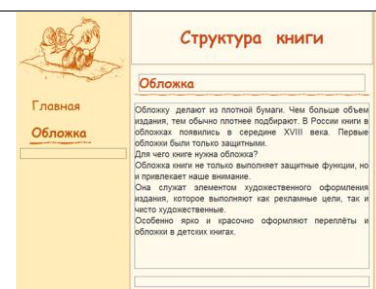 Структура книги
Главная
Обложка
Обложка
Обложку делают из плотной бумаги. Чем больше объем
издания, тем обычно плотнее подбирают. В России книги в
обложках появились в середине XVIII века. Первые
обложки были только защитными.
Для чего книге нужна обложка?
Обложка книги не только выполняет защитные функции, но
и привлекает наше внимание.
Она служат элементом художественного оформления
издания, которое выполняют как рекламные цели, так и
чисто художественные.
Особенно ярко и красочно оформляют переплёты и
обложки в детских книгах.